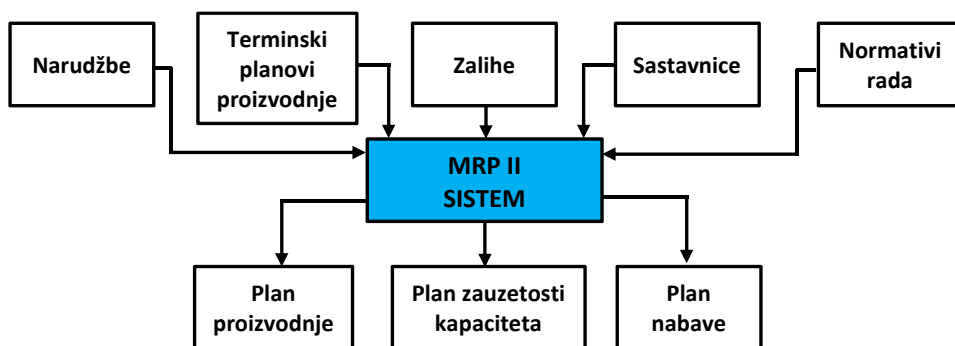 Narudžbe
Terminski
planovi
proizvodnje
Zalihe
Sastavnice
Normativi
rada
MRP II
SISTEM
Plan
proizvodnje
Plan zauzetosti
kapaciteta
Plan
nabave